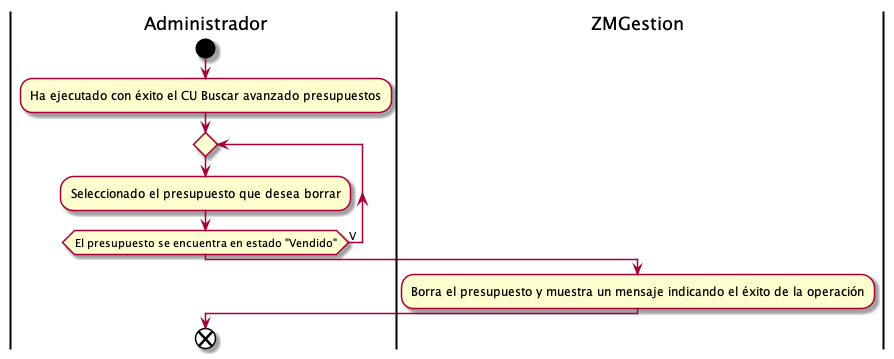 Administrador
ZMGestion
Ha ejecutado con éxito el CU Buscar avanzado presupuestos
Seleccionado el presupuesto que desea borrar
El presupuesto se encuentra en estado "Vendido"
V
Borra el presupuesto y muestra un mensaje indicando el éxito de la operación